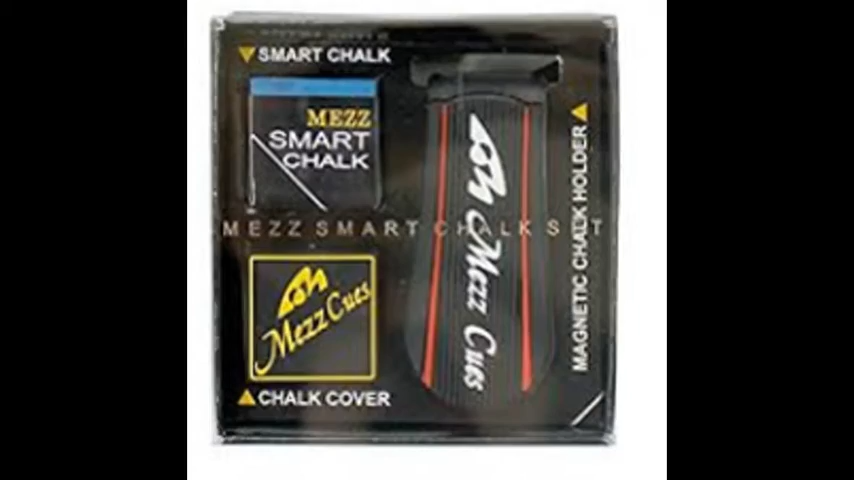 SMART CHALK
MEZZ
SMART
CHALK
MEZZ SMART CHALK SET
Mezz Cues
CHALK COVER
Mezz Cues
MAGNETIC CHALK HOLDER